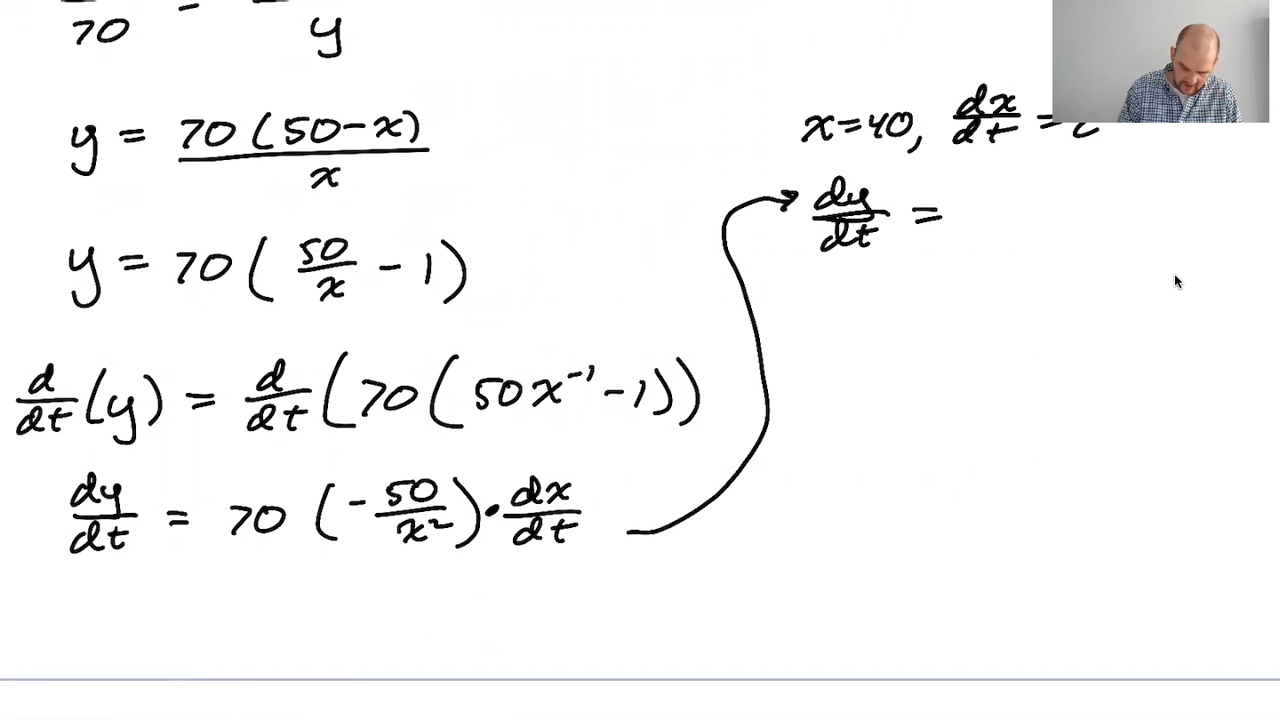 70 = y
y = 70(50-x)/x
y = 70(50/x - 1)
d/dt(y) = d/dt(70(50x⁻¹-1))
dy/dt = 70(-50/x²)•dx/dt
x=40, dx/dt =
dy/dt =